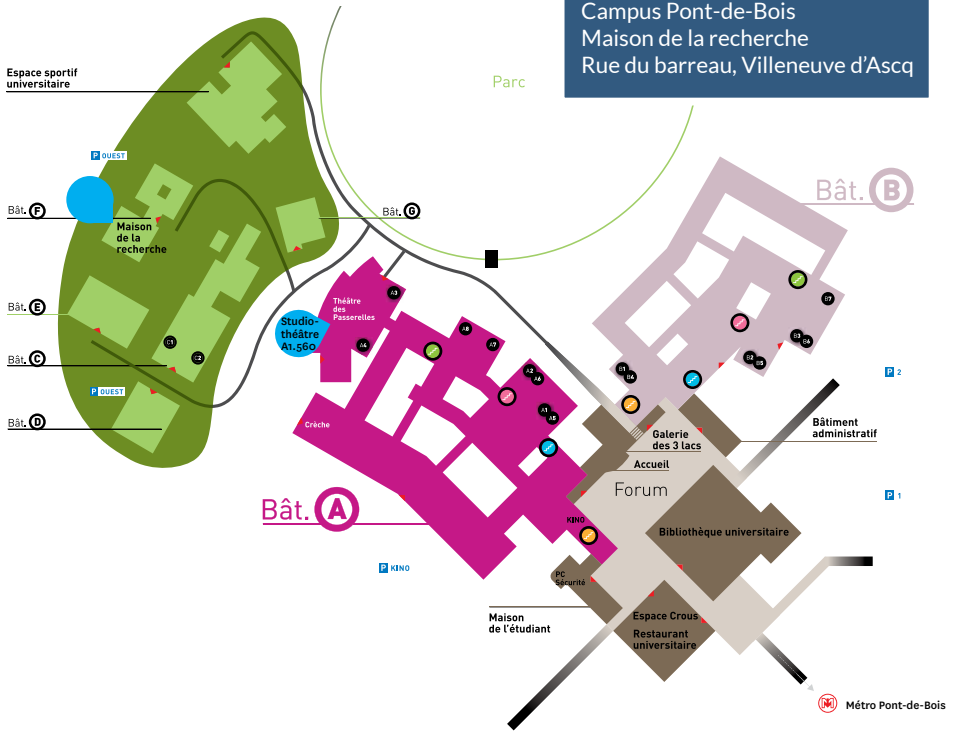 Campus Pont-de-Bois
Maison de la recherche
Rue du barreau, Villeneuve d'Ascq
Espace sportif
universitaire
Parc
P OUEST
Bât. B
Bât. F
Bât. G
Maison
de la
recherche
Bât. E
Théâtre
des
Passerelles
A3
B7
Studio-
théâtre
A1.560
A8
A7
A4
C1
C2
Bât. C
B3
B6
B2
B5
B1
B4
A2
A6
P 2
P OUEST
A1
A5
Bât. D
Crèche
Galerie
des 3 lacs
Bâtiment
administratif
Accueil
Forum
P 1
Bât. A
KINO
Bibliothèque universitaire
P KINO
PC
Sécurité
Maison
de l'étudiant
Espace Crous
Restaurant
universitaire
M Métro Pont-de-Bois